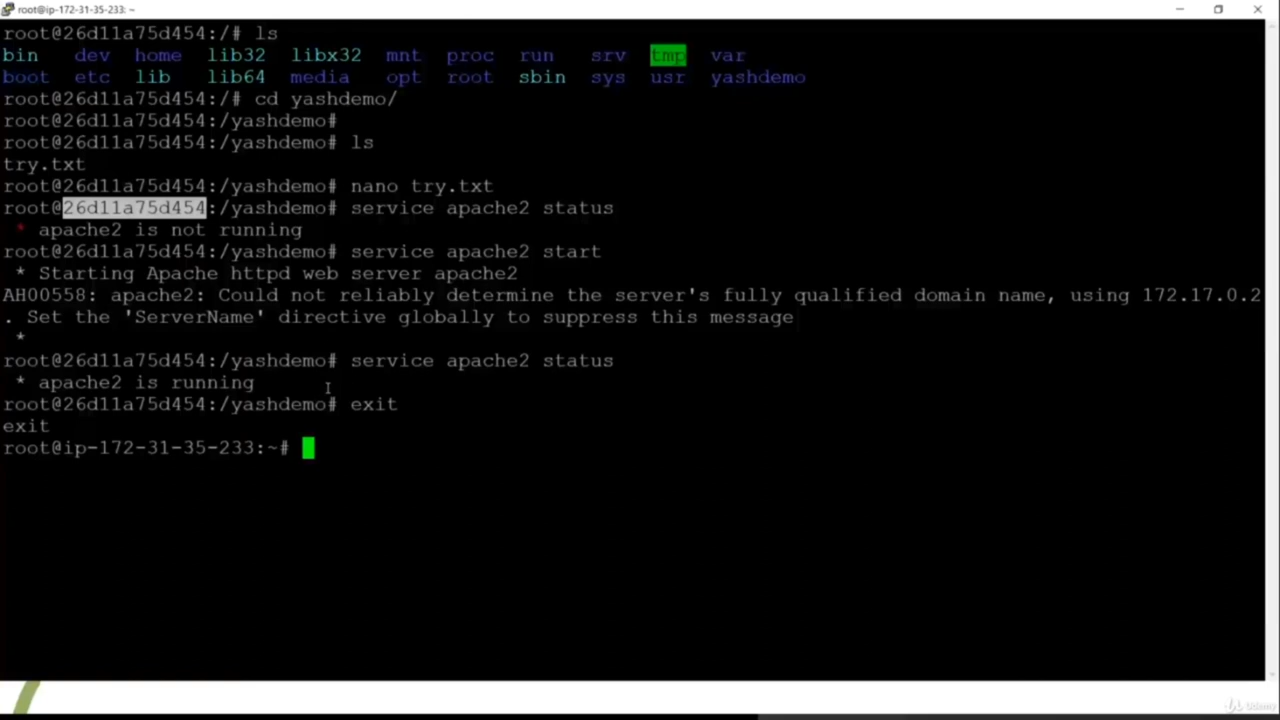 root@ip-172-31-35-233: ~
root@26d11a75d454:/# ls
bin dev home lib32 libx32 mnt proc run srv tmp var
boot etc lib lib64 media opt root sbin sys usr yashdemo
root@26d11a75d454:/# cd yashdemo/
root@26d11a75d454:/yashdemo#
root@26d11a75d454:/yashdemo# ls
try.txt
root@26d11a75d454:/yashdemo# nano try.txt
root@26d11a75d454:/yashdemo# service apache2 status
* apache2 is not running
root@26d11a75d454:/yashdemo# service apache2 start
* Starting Apache httpd web server apache2
AH00558: apache2: Could not reliably determine the server's fully qualified domain name, using 172.17.0.2
. Set the 'ServerName' directive globally to suppress this message
*
root@26d11a75d454:/yashdemo# service apache2 status
* apache2 is running
root@26d11a75d454:/yashdemo# exit
exit
root@ip-172-31-35-233:~#
Udemy